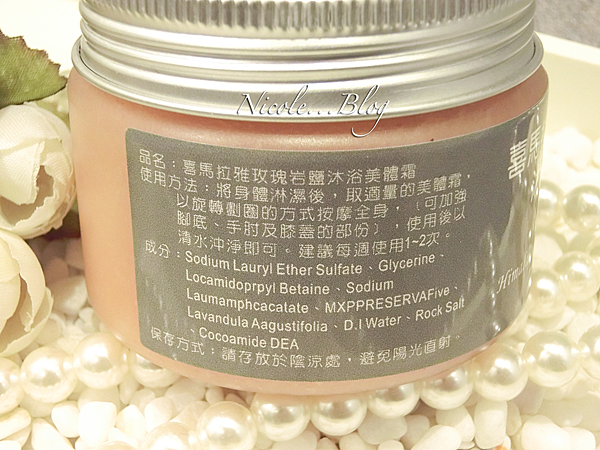 Nicole...Blog
品名：喜馬拉雅玫瑰岩鹽沐浴美體霜
使用方法：將身體淋濕後，取適量的美體霜，
以旋轉劃圈的方式按摩全身，（可加強
腳底、手肘及膝蓋的部份），使用後以
清水沖淨即可。建議每週使用1~2次。
成分：Sodium Lauryl Ether Sulfate、Glycerine、
Locamidoprpyl Betaine、Sodium
Laumamphcacatate、MXPPRESERVAFive、
Lavandula Aagustifolia、D.I Water、Rock Salt
、Cocoamide DEA
保存方式：請存放於陰涼處，避免陽光直射。
喜馬